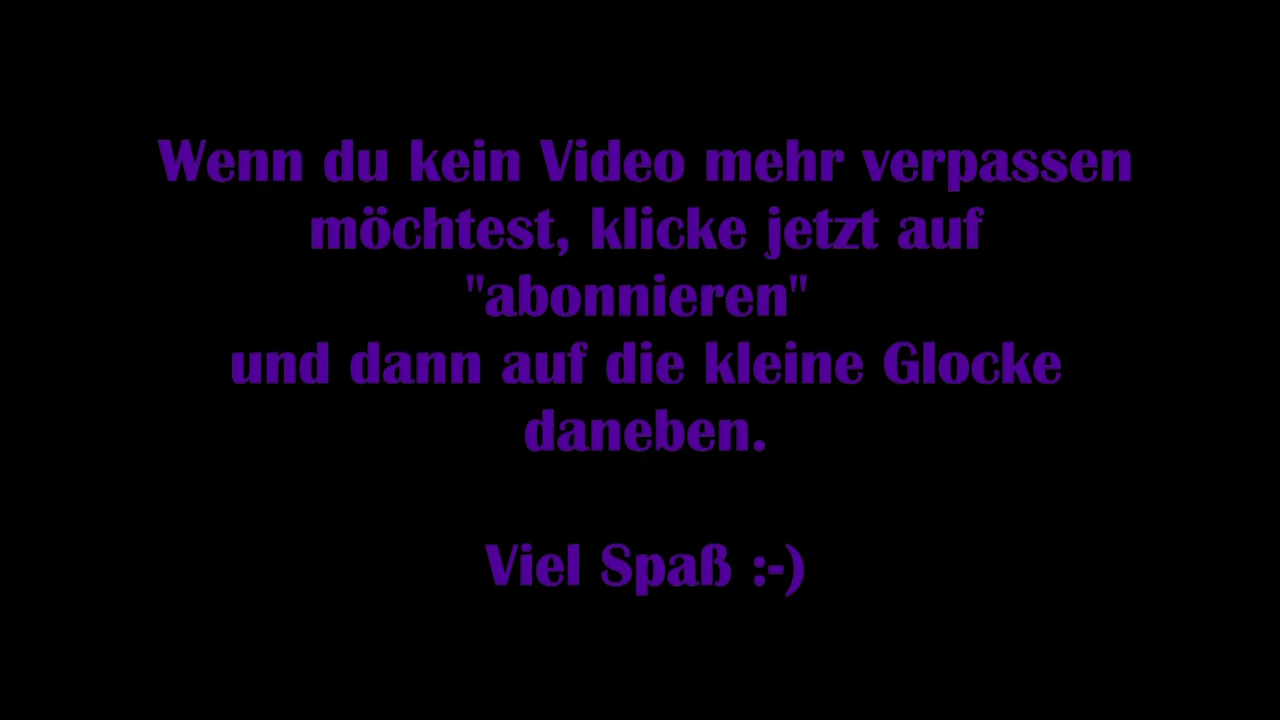 Wenn du kein Video mehr verpassen
möchtest, klicke jetzt auf
"abonnieren"
und dann auf die kleine Glocke
daneben.
Viel Spaß :-)